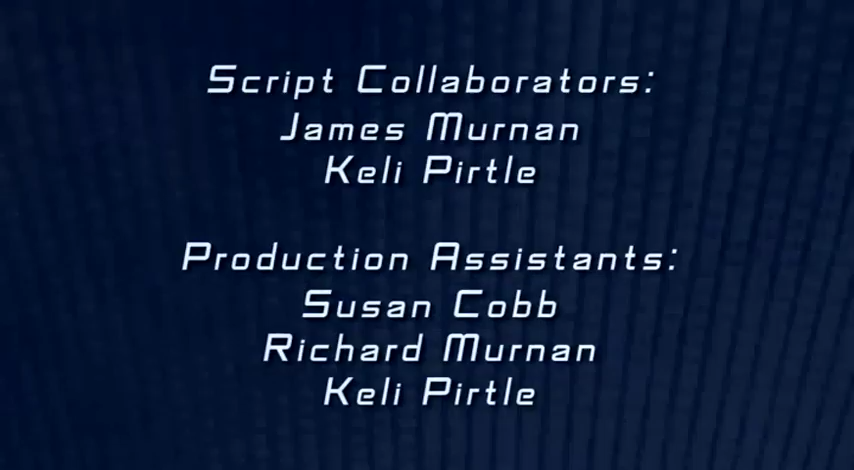 Script Collaborators:
James Murnan
Keli Pirtle
Production Assistants:
Susan Cobb
Richard Murnan
Keli Pirtle